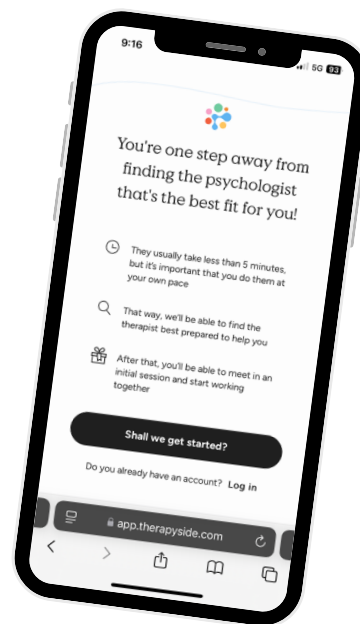 9:16
5G 93
You're one step away from
finding the psychologist
that's the best fit for you!
They usually take less than 5 minutes,
but it's important that you do them at
your own pace
That way, we'll be able to find the
therapist best prepared to help you
After that, you'll be able to meet in an
initial session and start working
together
Shall we get started?
Do you already have an account? Log in
app.therapyside.com